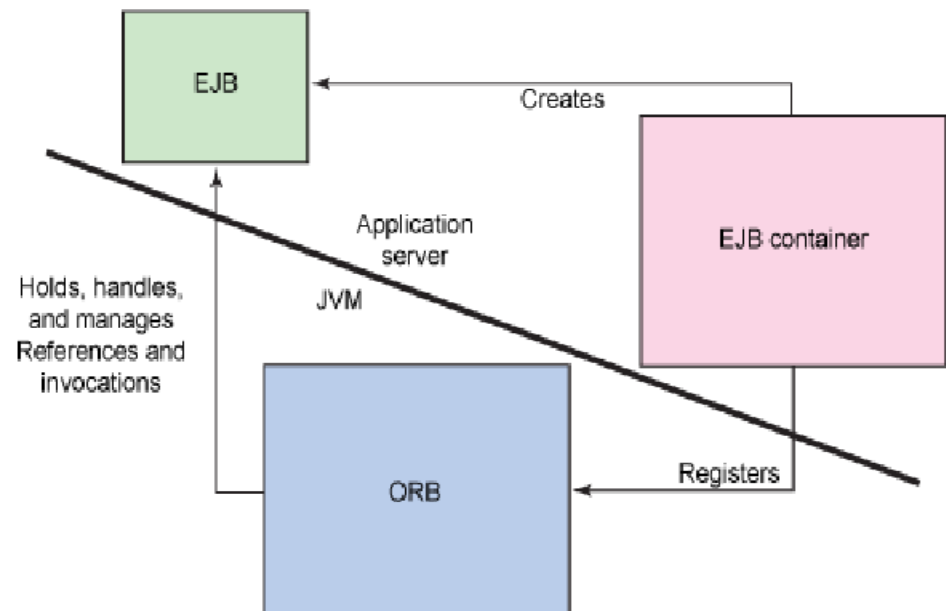 EJB
Creates
EJB container
Application
server
JVM
Holds, handles,
and manages
References and
invocations
ORB
Registers